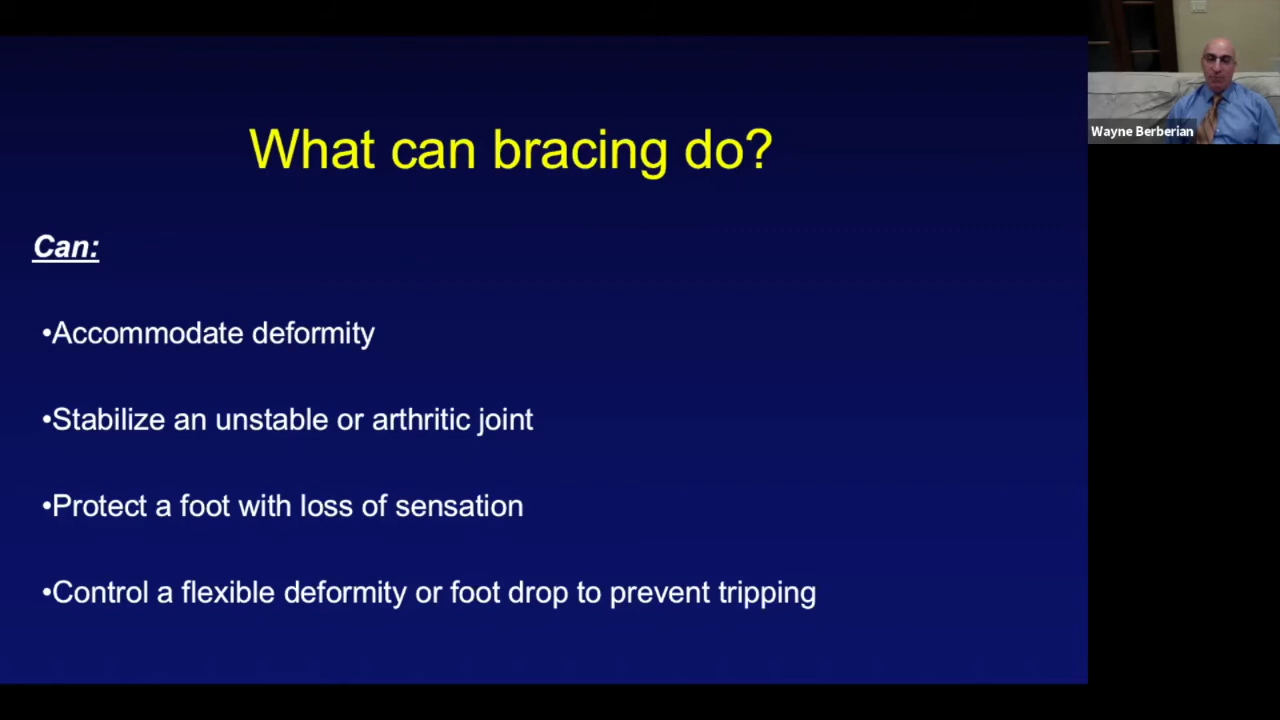 What can bracing do?
Can:
•Accommodate deformity
•Stabilize an unstable or arthritic joint
•Protect a foot with loss of sensation
•Control a flexible deformity or foot drop to prevent tripping
Wayne Berberian